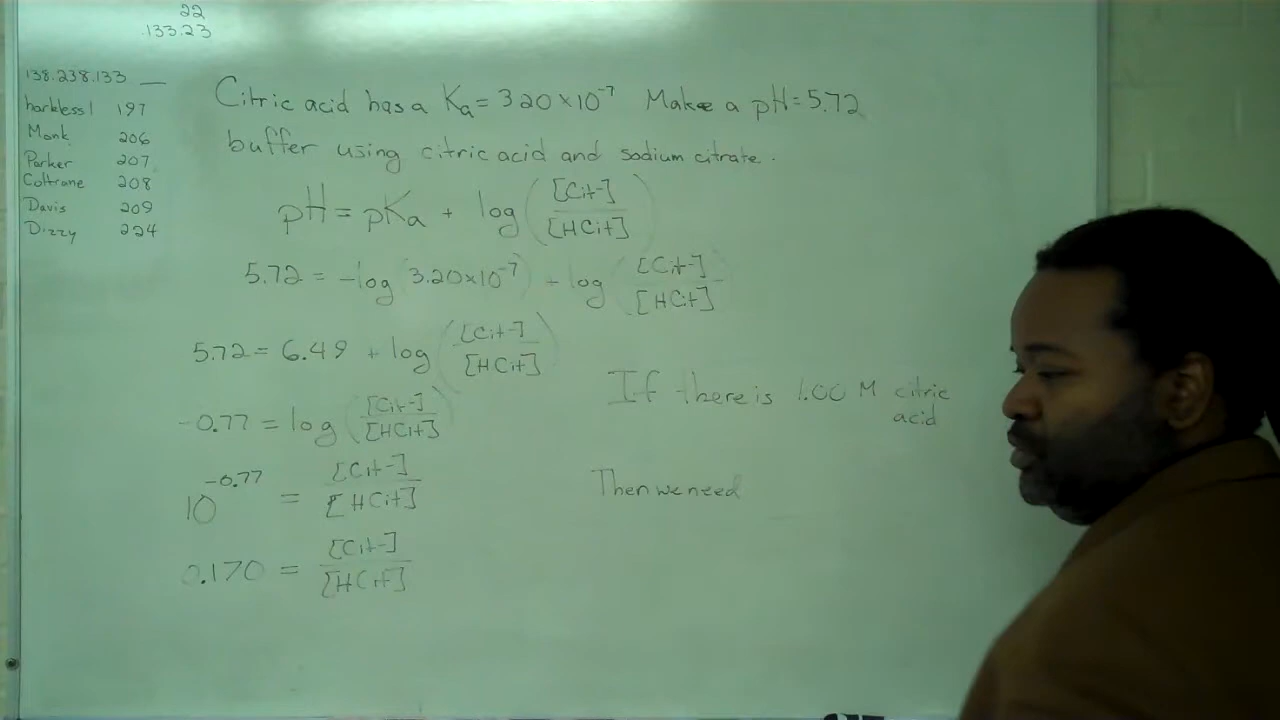 22
.133.23
138.238.133 __
harkless1 197
Monk 206
Parker 207
Coltrane 208
Davis 209
Dizzy 224
Citric acid has a Ka = 3.20 × 10^-7 Make a pH = 5.72
buffer using citric acid and sodium citrate.
pH = pKa + log ([Cit-]/[HCit])
5.72 = -log (3.20×10^-7) + log ([Cit-]/[HCit])
5.72 = 6.49 + log ([Cit-]/[HCit])
-0.77 = log ([Cit-]/[HCit])
10^-0.77 = [Cit-]/[HCit]
0.170 = [Cit-]/[HCit]
If there is 1.00 M citric
acid
Then we need